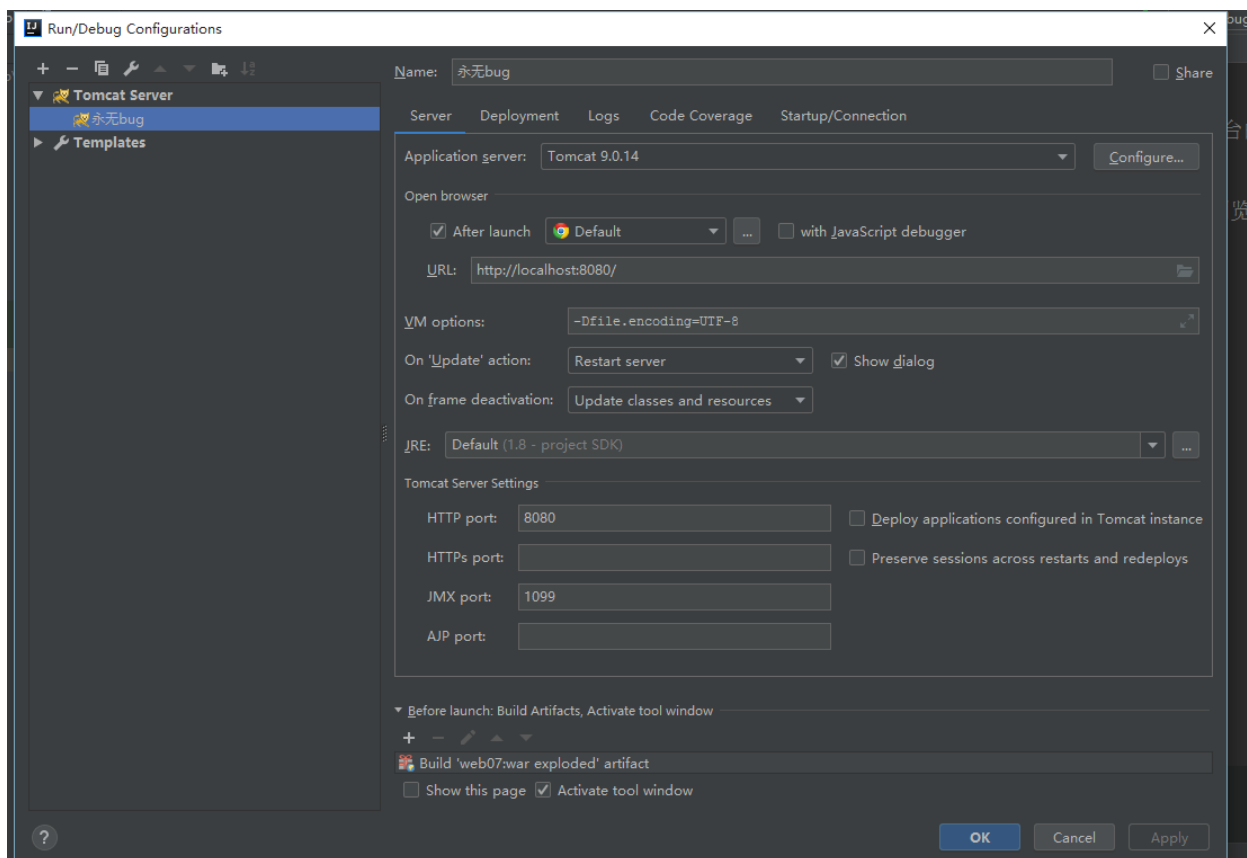 Run/Debug Configurations
Name: 永无bug Share
Tomcat Server
永无bug
Templates
Server Deployment Logs Code Coverage Startup/Connection
Application server: Tomcat 9.0.14 Configure...
Open browser
After launch Default ... with JavaScript debugger
URL: http://localhost:8080/
VM options: -Dfile.encoding=UTF-8
On 'Update' action: Restart server Show dialog
On frame deactivation: Update classes and resources
JRE: Default (1.8 - project SDK) ...
Tomcat Server Settings
HTTP port: 8080 Deploy applications configured in Tomcat instance
HTTPs port: Preserve sessions across restarts and redeploys
JMX port: 1099
AJP port:
Before launch: Build Artifacts, Activate tool window
Build 'web07:war exploded' artifact
Show this page Activate tool window
? OK Cancel Apply